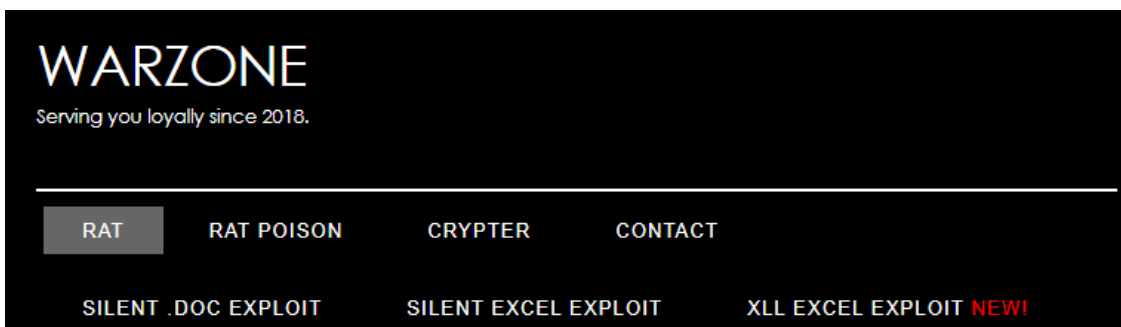 WARZONE
Serving you loyally since 2018.
RAT RAT POISON CRYPTER CONTACT
SILENT .DOC EXPLOIT SILENT EXCEL EXPLOIT XLL EXCEL EXPLOIT NEW!